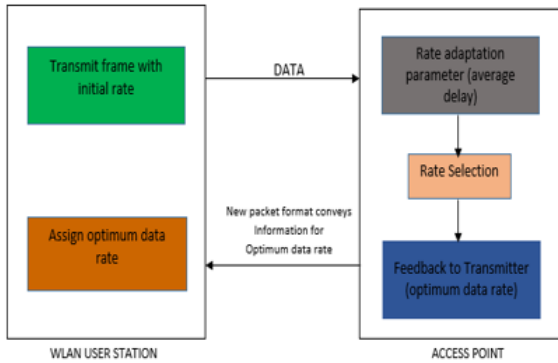 Transmit frame with
initial rate
DATA
Rate adaptation
parameter (average
delay)
Rate Selection
New packet format conveys
Information for
Optimum data rate
Assign optimum data
rate
Feedback to Transmitter
(optimum data rate)
WLAN USER STATION
ACCESS POINT